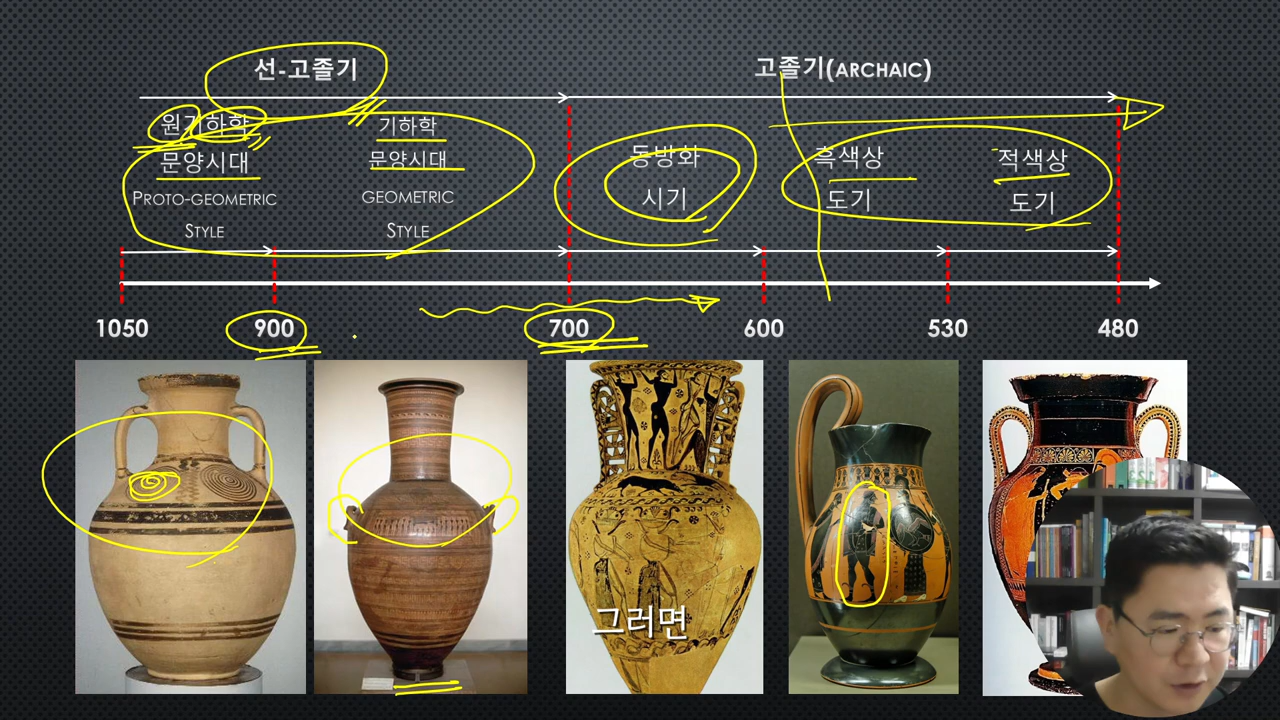 선-고졸기
고졸기(ARCHAIC)
원기하학
문양시대
PROTO-GEOMETRIC
STYLE
기하학
문양시대
GEOMETRIC
STYLE
동방화
시기
흑색상
도기
적색상
도기
1050
900
700
600
530
480
그러면